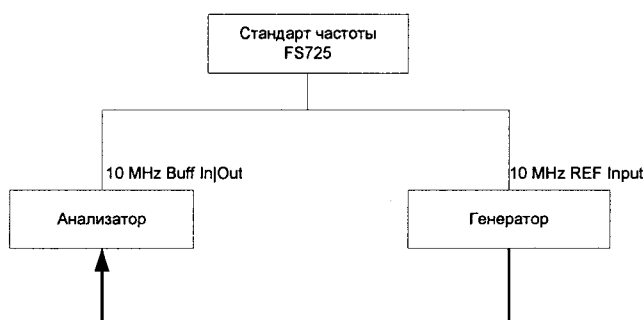 Стандарт частоты
FS725
10 MHz Buff In|Out
10 MHz REF Input
Анализатор
Генератор